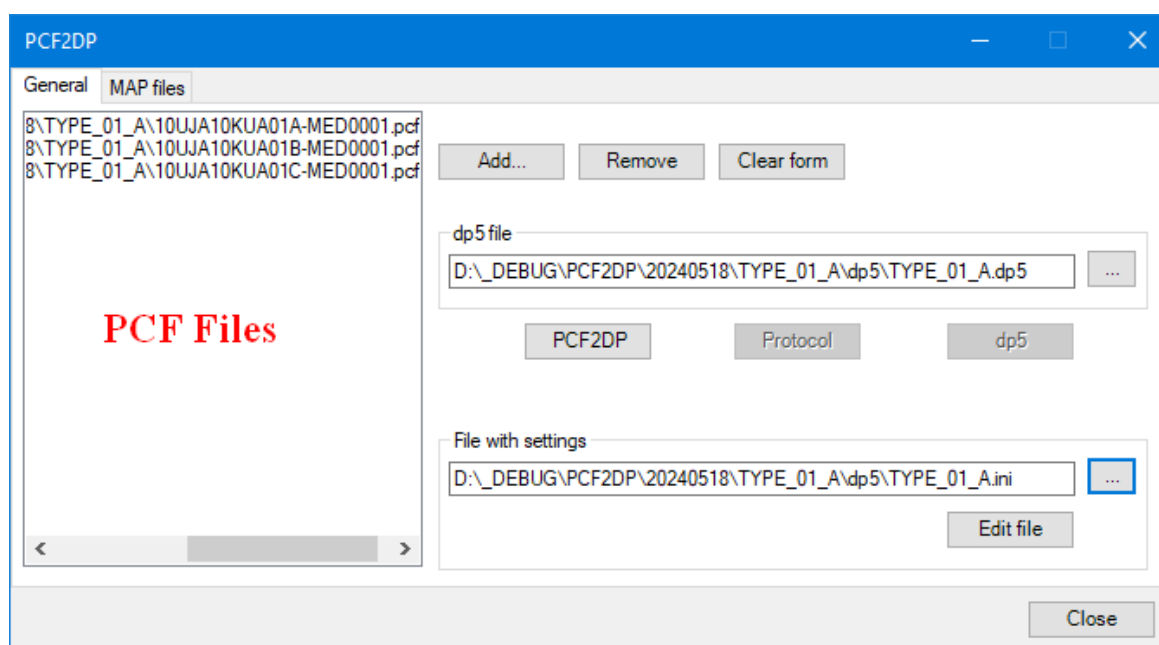 PCF2DP
General MAP files
8\TYPE_01_A\10UJA10KUA01A-MED0001.pcf
8\TYPE_01_A\10UJA10KUA01B-MED0001.pcf
8\TYPE_01_A\10UJA10KUA01C-MED0001.pcf
PCF Files
Add... Remove Clear form
dp5 file
D:\_DEBUG\PCF2DP\20240518\TYPE_01_A\dp5\TYPE_01_A.dp5 ...
PCF2DP Protocol dp5
File with settings
D:\_DEBUG\PCF2DP\20240518\TYPE_01_A\dp5\TYPE_01_A.ini ...
Edit file
Close